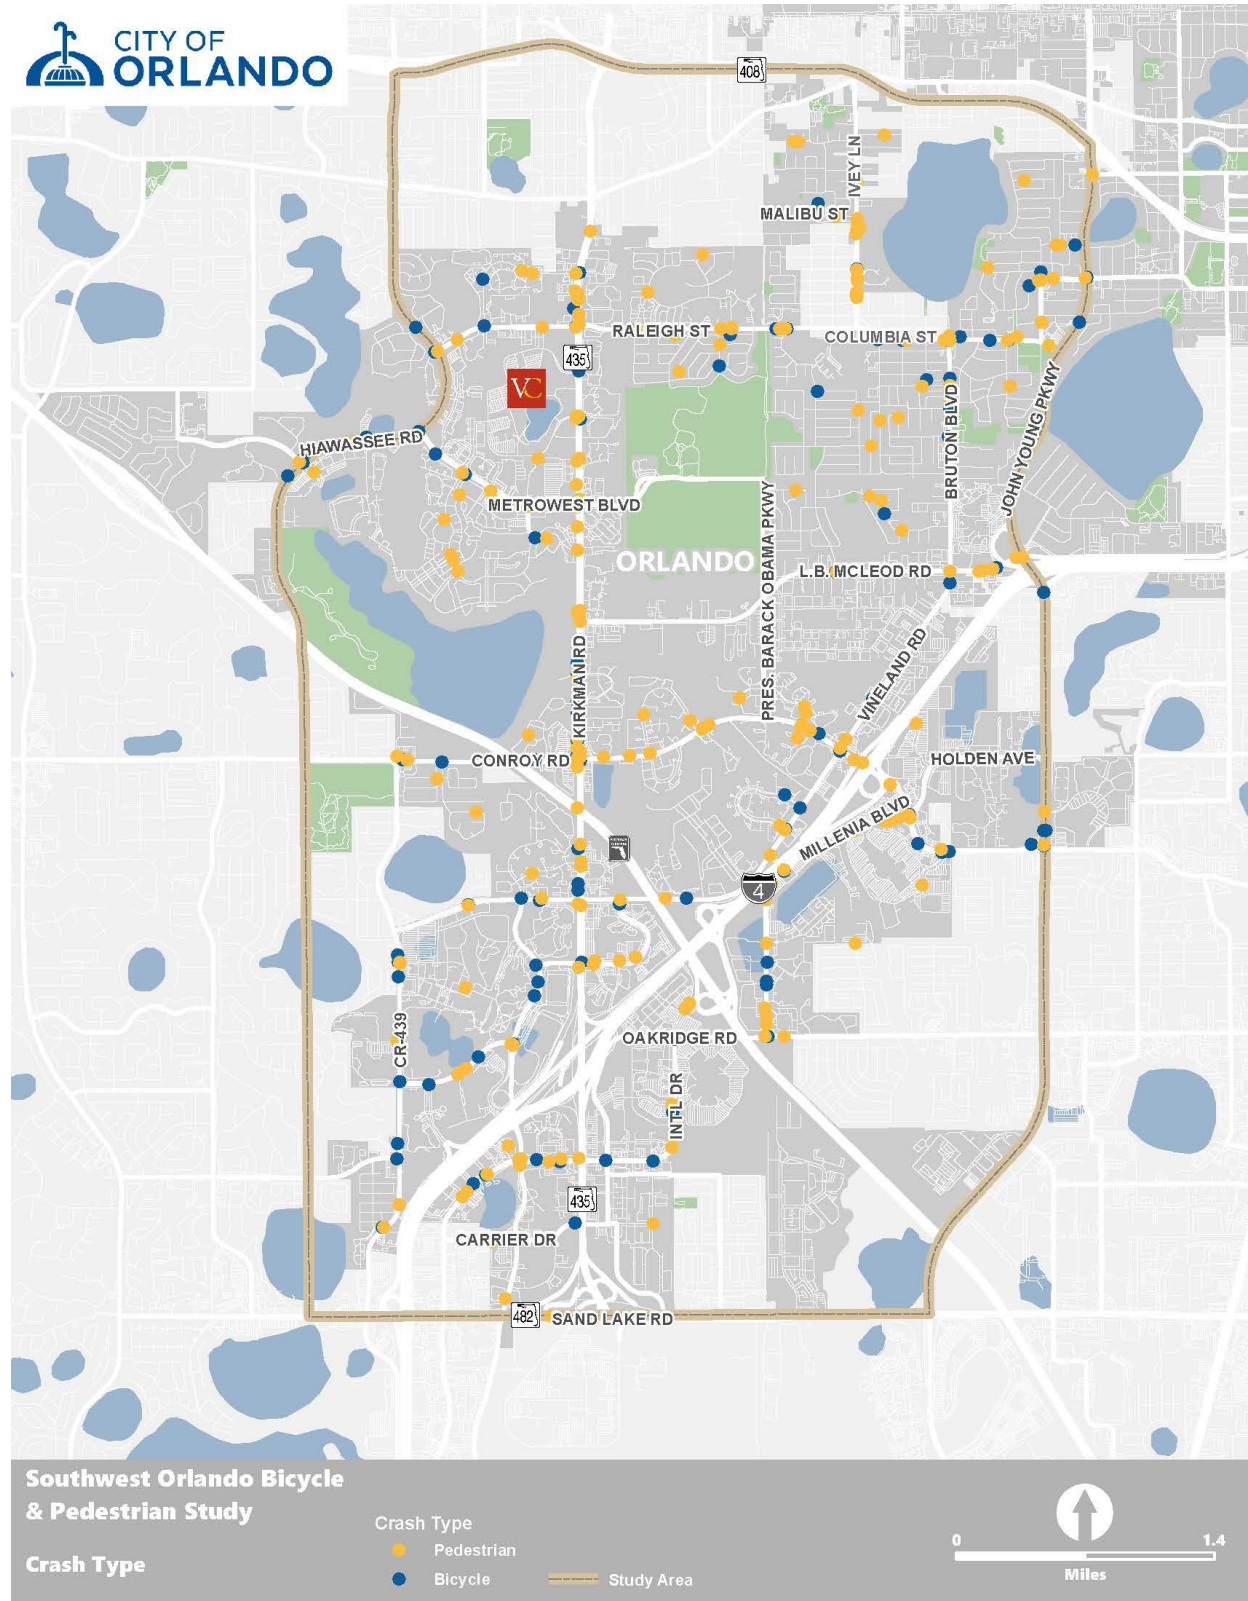 CITY OF
ORLANDO
408
IVEY LN
MALIBU ST
RALEIGH ST
COLUMBIA ST
435
VC
BRUTON BLVD
JOHN YOUNG PKWY
HIAWASSEE RD
METROWEST BLVD
PRES. BARACK OBAMA PKWY
ORLANDO
L.B. MCLEOD RD
KIRKMAN RD
VINELAND RD
CONROY RD
HOLDEN AVE
MILLENIA BLVD
4
CR-439
OAKRIDGE RD
INT'L DR
435
CARRIER DR
482
SAND LAKE RD
Southwest Orlando Bicycle
& Pedestrian Study
Crash Type
Crash Type
Pedestrian
Bicycle
Study Area
0
1.4
Miles